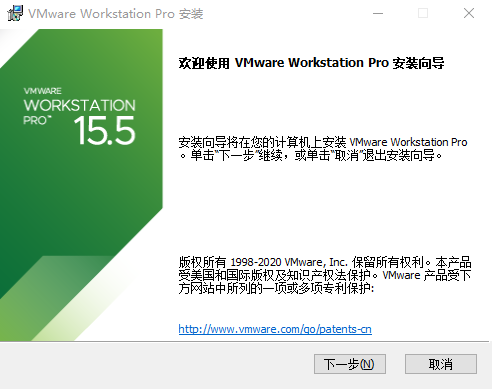 VMware Workstation Pro 安装
VMWARE
WORKSTATION
PRO™
15.5
欢迎使用 VMware Workstation Pro 安装向导
安装向导将在您的计算机上安装 VMware Workstation Pro
。单击“下一步”继续，或单击“取消”退出安装向导。
版权所有 1998-2020 VMware, Inc. 保留所有权利。本产品
受美国和国际版权及知识产权法保护。VMware 产品受下
方网站中所列的一项或多项专利保护:
http://www.vmware.com/go/patents-cn
下一步(N)
取消